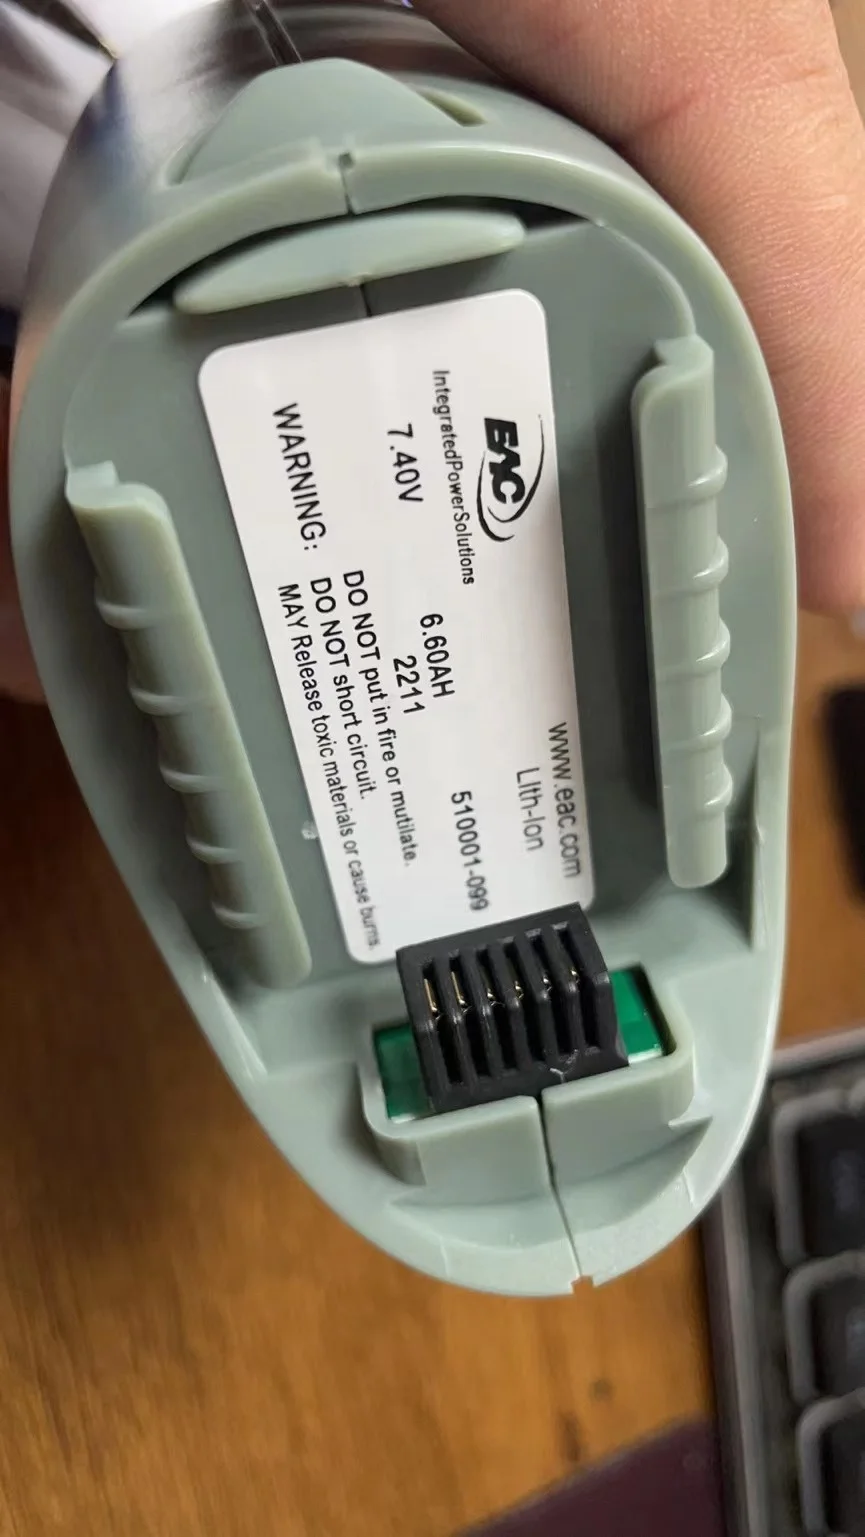 EAC
www.eac.com
IntegratedPowerSolutions
Lith-Ion
7.40V 6.60AH 510001-099
2211
WARNING: DO NOT put in fire or mutilate.
DO NOT short circuit.
MAY Release toxic materials or cause burns.